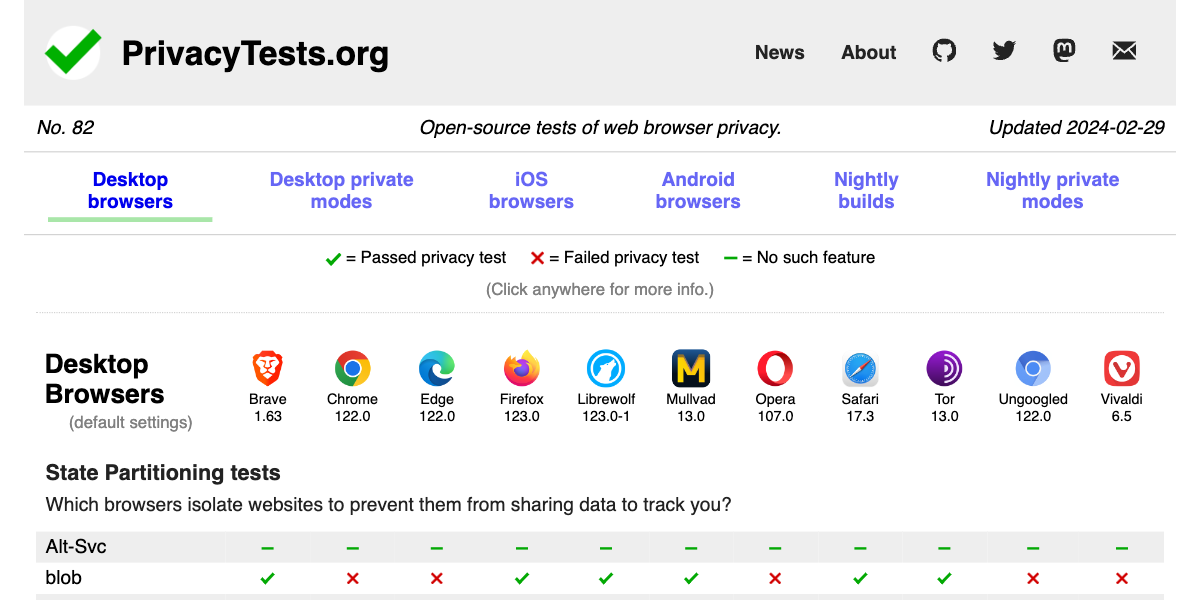 PrivacyTests.org
News About
No. 82 Open-source tests of web browser privacy. Updated 2024-02-29
Desktop browsers Desktop private modes iOS browsers Android browsers Nightly builds Nightly private modes
= Passed privacy test = Failed privacy test = No such feature
(Click anywhere for more info.)
Desktop Browsers
(default settings)
Brave Chrome Edge Firefox Librewolf Mullvad Opera Safari Tor Ungoogled Vivaldi
1.63 122.0 122.0 123.0 123.0-1 13.0 107.0 17.3 13.0 122.0 6.5
State Partitioning tests
Which browsers isolate websites to prevent them from sharing data to track you?
Alt-Svc
blob